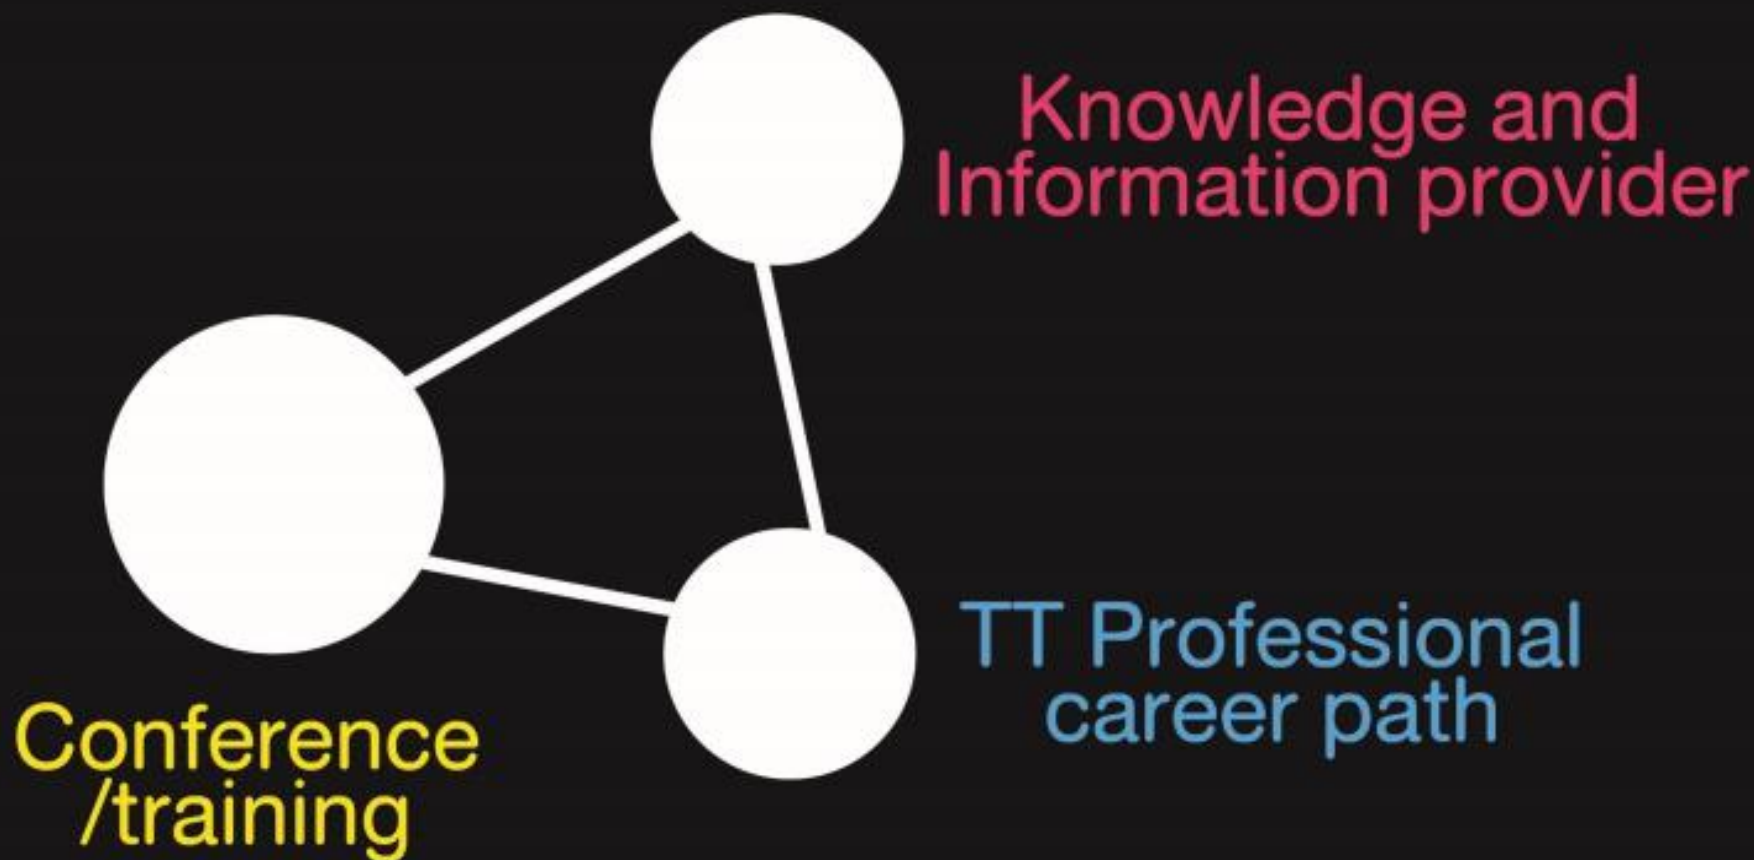 Knowledge and
Information provider
TT Professional
career path
Conference
/training